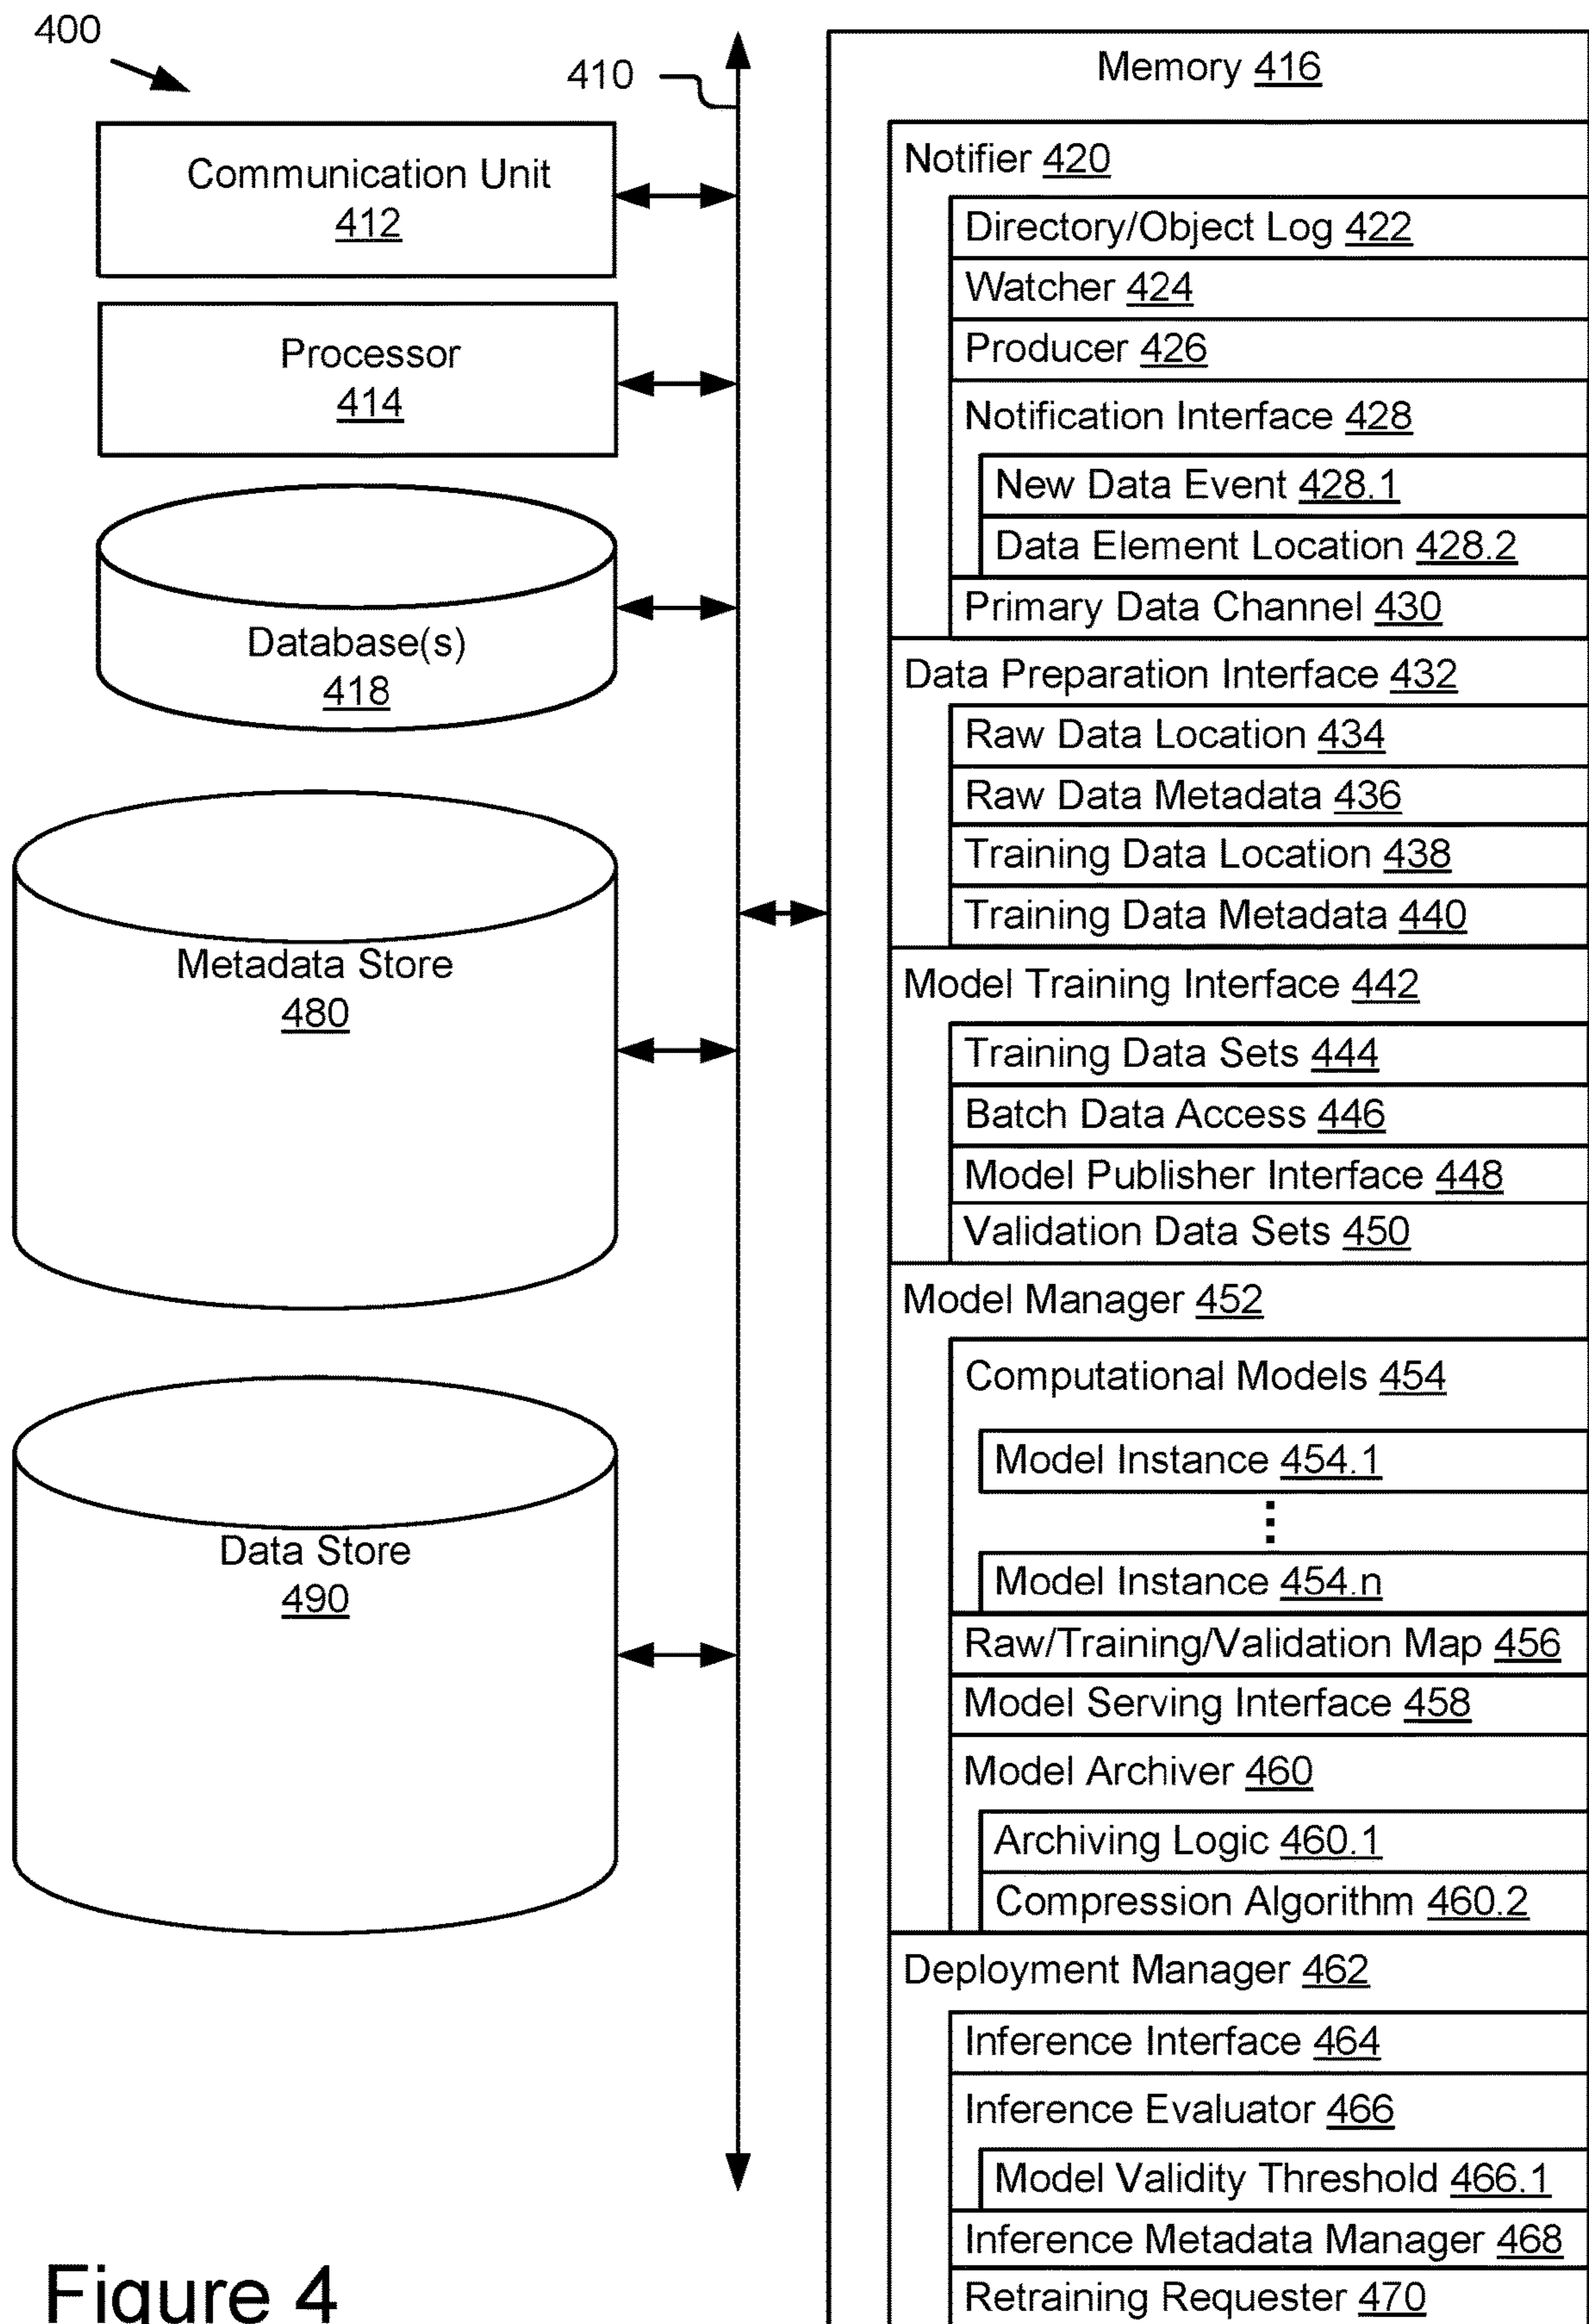 400
410
Communication Unit
412
Processor
414
Database(s)
418
Metadata Store
480
Data Store
490
Memory 416
Notifier 420
Directory/Object Log 422
Watcher 424
Producer 426
Notification Interface 428
New Data Event 428.1
Data Element Location 428.2
Primary Data Channel 430
Data Preparation Interface 432
Raw Data Location 434
Raw Data Metadata 436
Training Data Location 438
Training Data Metadata 440
Model Training Interface 442
Training Data Sets 444
Batch Data Access 446
Model Publisher Interface 448
Validation Data Sets 450
Model Manager 452
Computational Models 454
Model Instance 454.1
⋮
Model Instance 454.n
Raw/Training/Validation Map 456
Model Serving Interface 458
Model Archiver 460
Archiving Logic 460.1
Compression Algorithm 460.2
Deployment Manager 462
Inference Interface 464
Inference Evaluator 466
Model Validity Threshold 466.1
Inference Metadata Manager 468
Retraining Requester 470
Figure 4